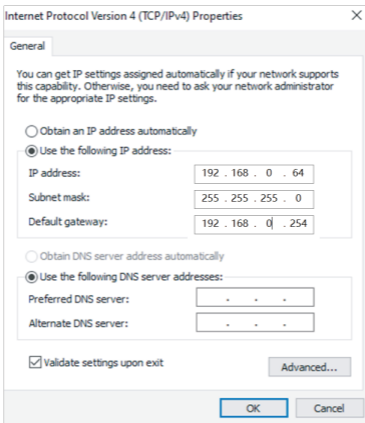 Internet Protocol Version 4 (TCP/IPv4) Properties
General
You can get IP settings assigned automatically if your network supports
this capability. Otherwise, you need to ask your network administrator
for the appropriate IP settings.
Obtain an IP address automatically
Use the following IP address:
IP address: 192 . 168 . 0 . 64
Subnet mask: 255 . 255 . 255 . 0
Default gateway: 192 . 168 . 0 . 254
Obtain DNS server address automatically
Use the following DNS server addresses:
Preferred DNS server: . . .
Alternate DNS server: . . .
Validate settings upon exit
Advanced...
OK Cancel